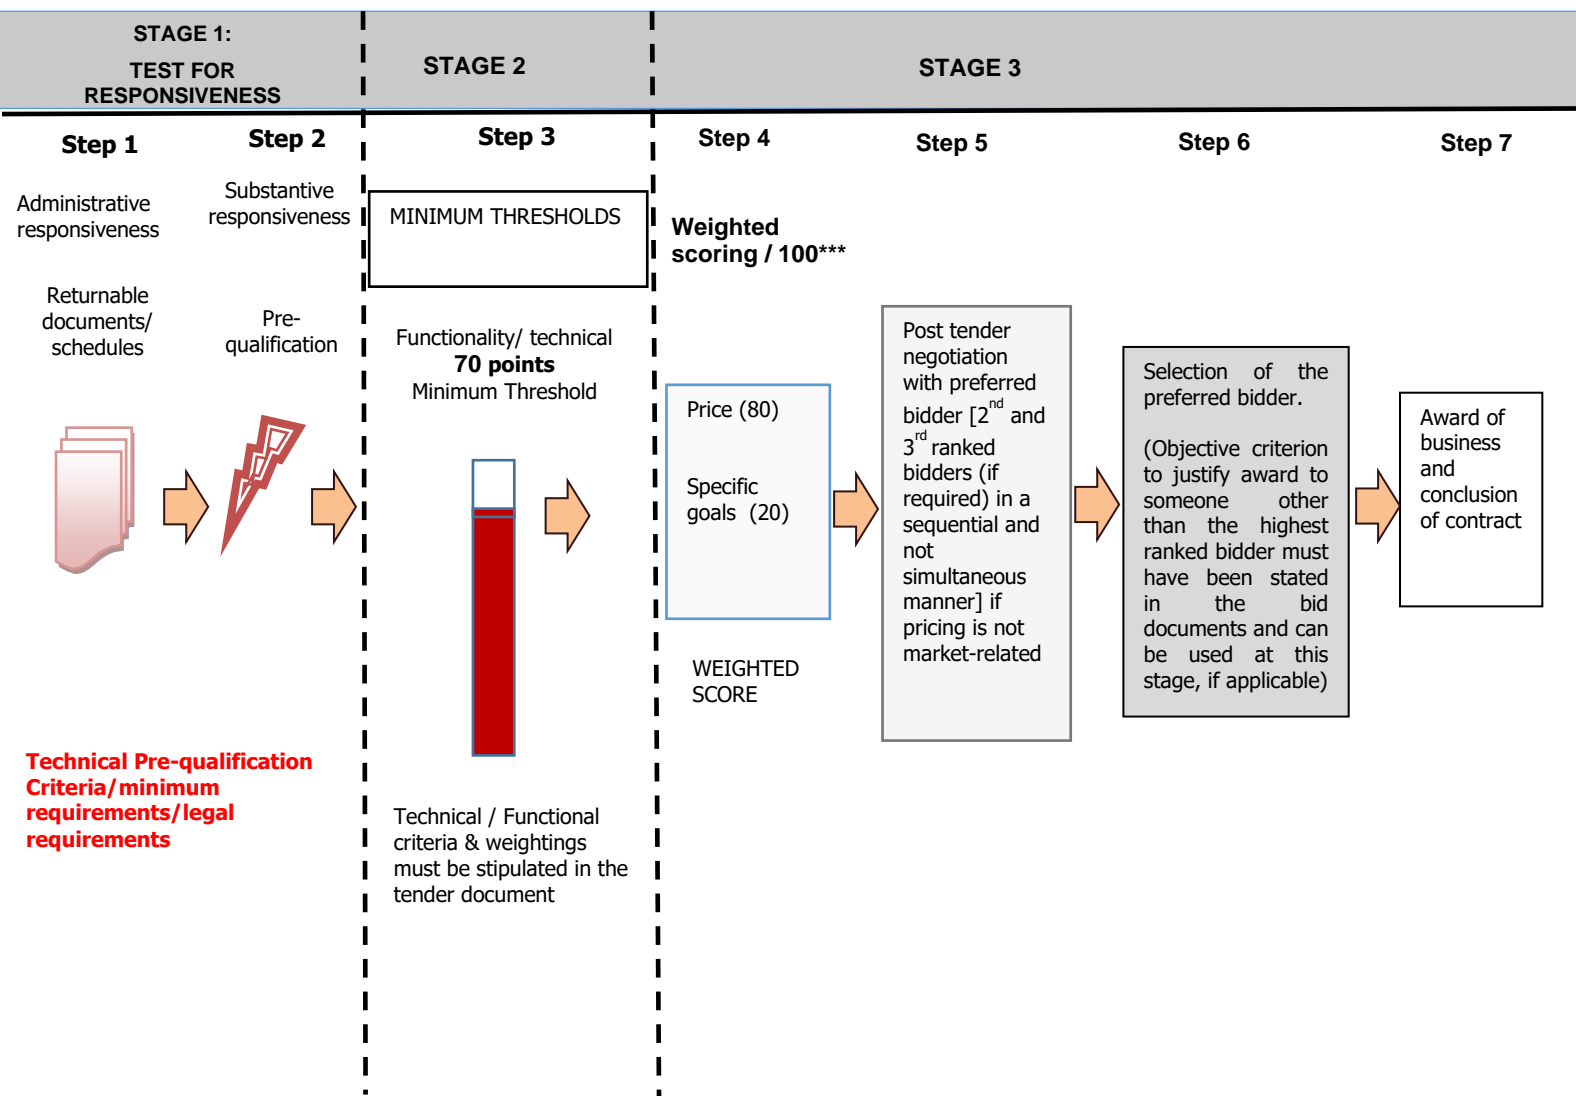 STAGE 1:
TEST FOR
RESPONSIVENESS
STAGE 2
STAGE 3
Step 1
Step 2
Step 3
Step 4
Step 5
Step 6
Step 7
Administrative
responsiveness
Substantive
responsiveness
MINIMUM THRESHOLDS
Weighted
scoring / 100***
Returnable
documents/
schedules
Pre-
qualification
Functionality/ technical
70 points
Minimum Threshold
Price (80)
Specific
goals (20)
WEIGHTED
SCORE
Post tender
negotiation
with preferred
bidder [2nd and
3rd ranked
bidders (if
required) in a
sequential and
not
simultaneous
manner] if
pricing is not
market-related
Selection of the
preferred bidder.
(Objective criterion
to justify award to
someone other
than the highest
ranked bidder must
have been stated
in the bid
documents and can
be used at this
stage, if applicable)
Award of
business
and
conclusion
of contract
Technical Pre-qualification
Criteria/minimum
requirements/legal
requirements
Technical / Functional
criteria & weightings
must be stipulated in the
tender document